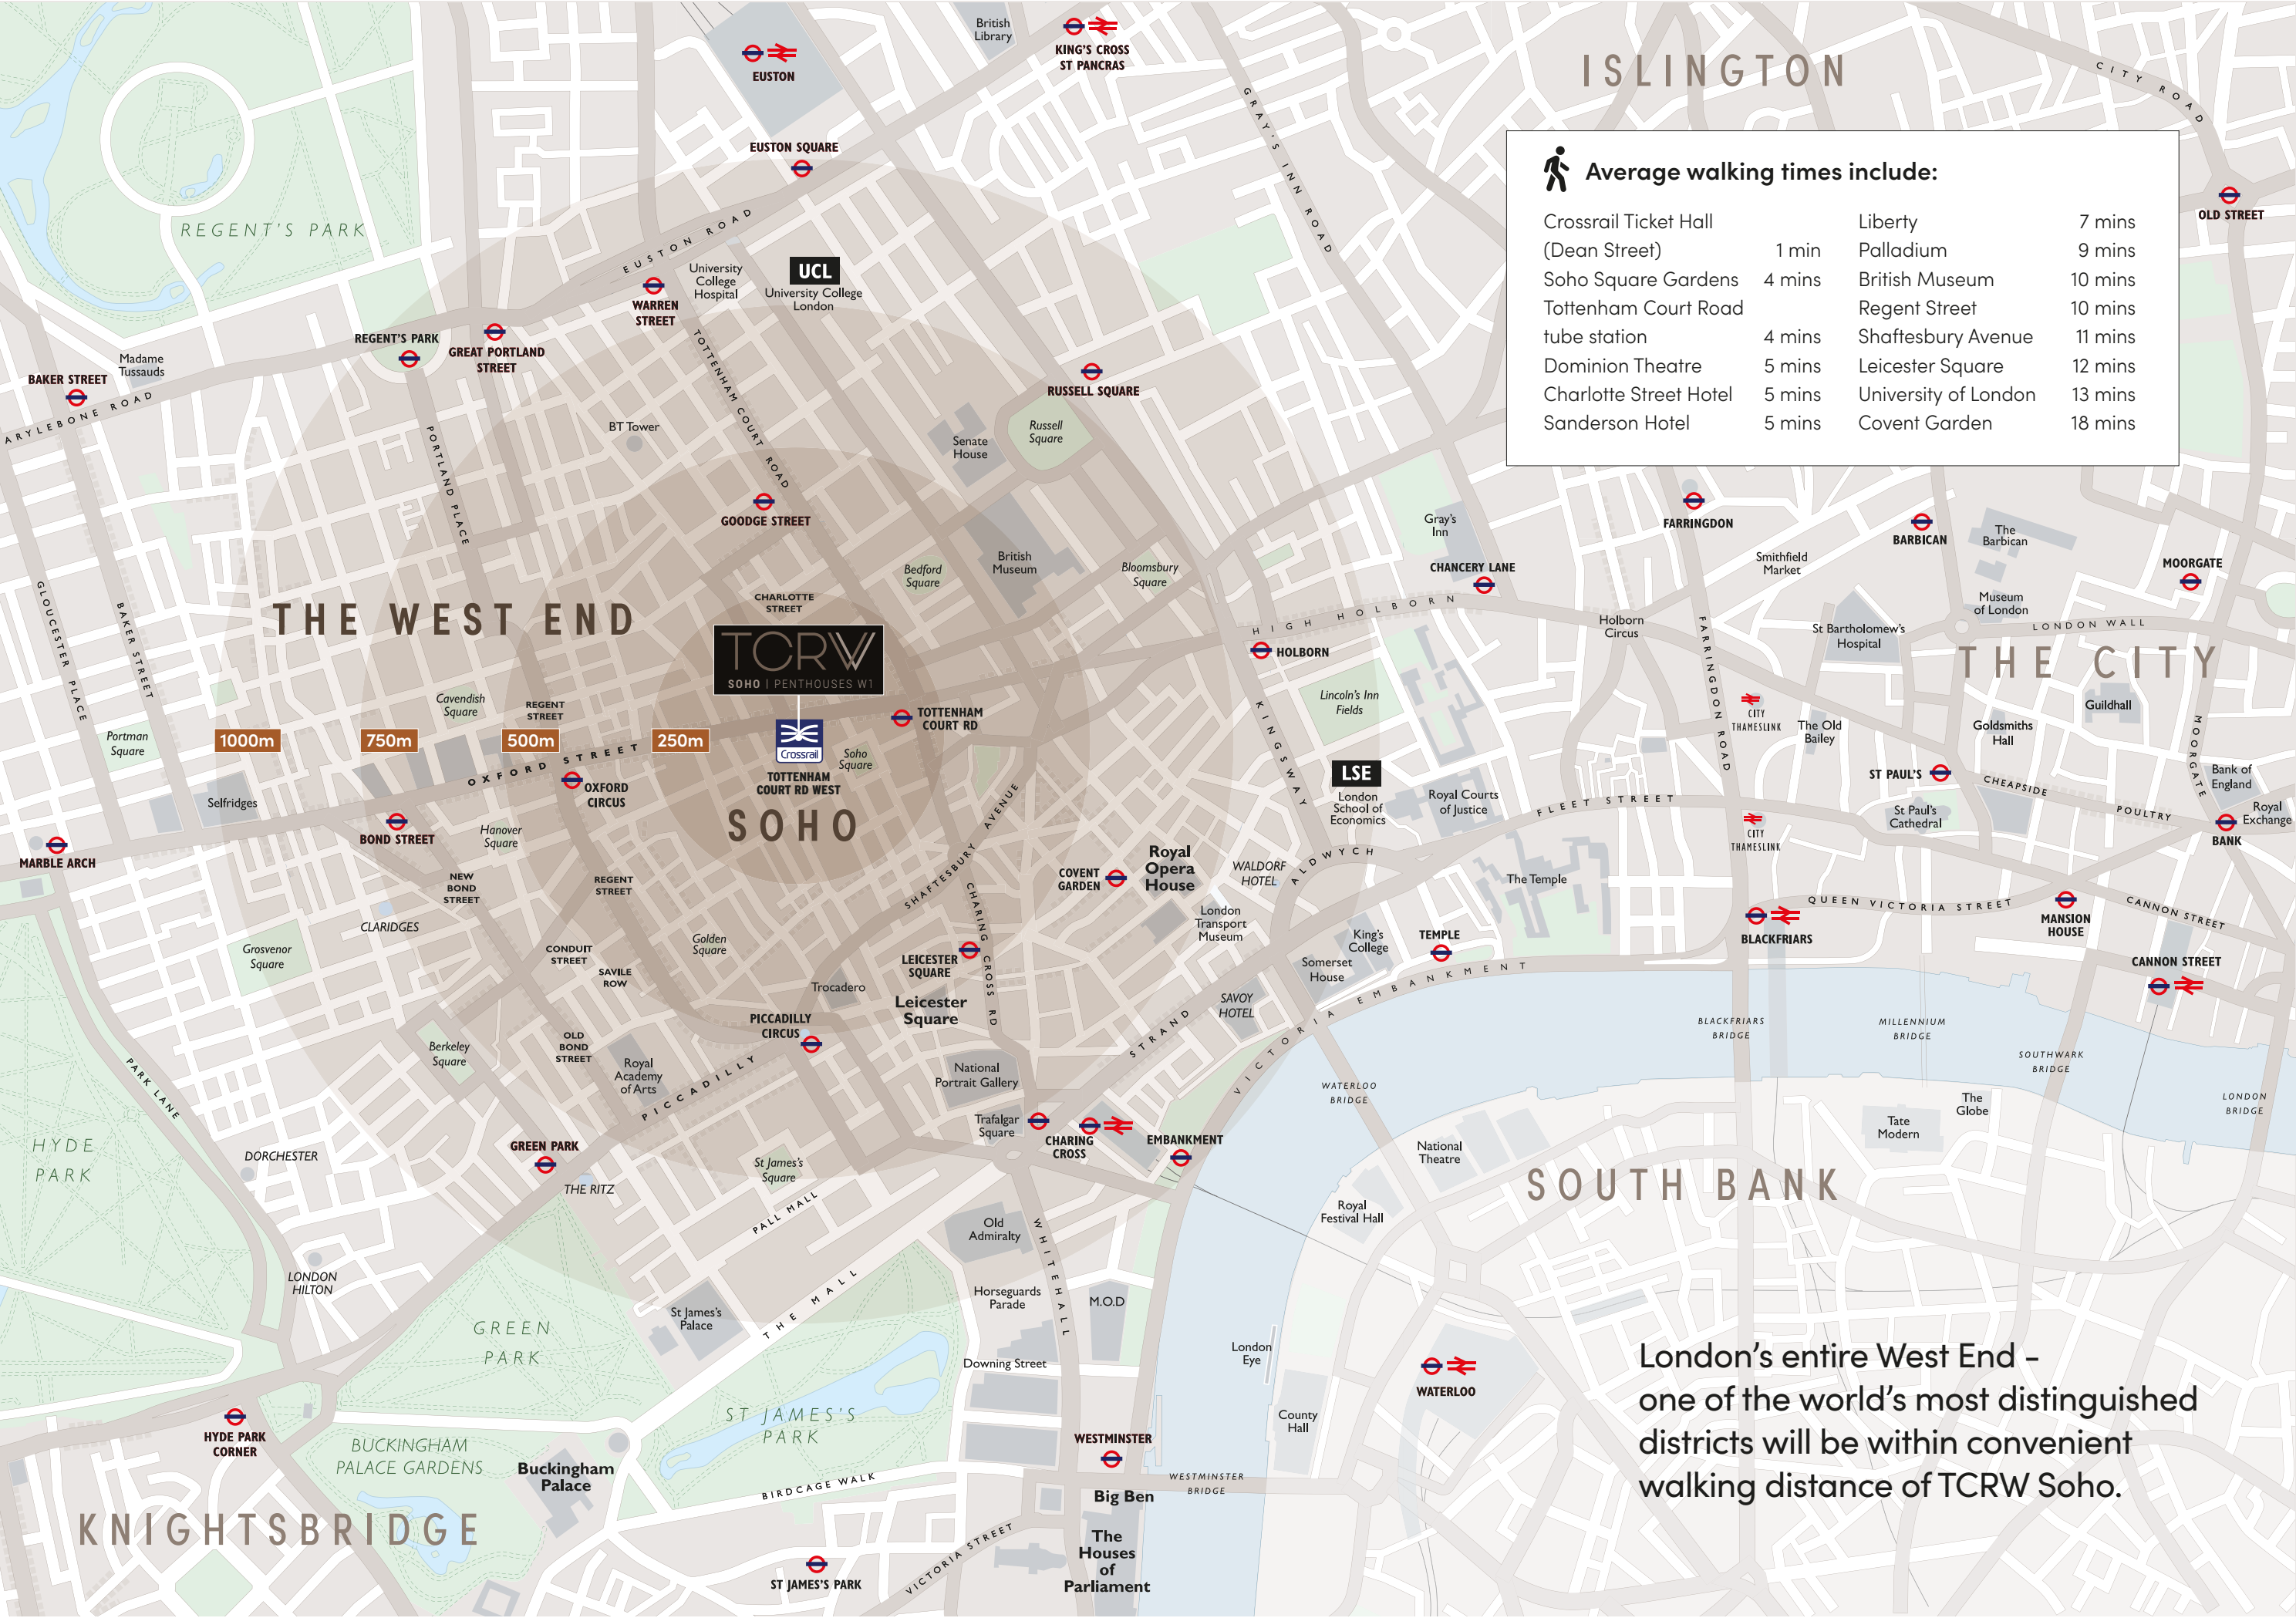 British
Library
KING'S CROSS
ST PANCRAS
EUSTON
ISLINGTON
CITY ROAD
GRAY'S INN ROAD
EUSTON SQUARE
OLD STREET
Average walking times include:
Crossrail Ticket Hall
(Dean Street) 1 min
Soho Square Gardens 4 mins
Tottenham Court Road
tube station 4 mins
Dominion Theatre 5 mins
Charlotte Street Hotel 5 mins
Sanderson Hotel 5 mins
Liberty 7 mins
Palladium 9 mins
British Museum 10 mins
Regent Street 10 mins
Shaftesbury Avenue 11 mins
Leicester Square 12 mins
University of London 13 mins
Covent Garden 18 mins
REGENT'S PARK
EUSTON ROAD
University
College
Hospital
UCL
University College
London
WARREN
STREET
REGENT'S PARK
GREAT PORTLAND
STREET
Madame
Tussauds
BAKER STREET
ARYLEBONE ROAD
TOTTENHAM COURT ROAD
RUSSELL SQUARE
Russell
Square
BT Tower
Senate
House
PORTLAND PLACE
GOODGE STREET
British
Museum
Bedford
Square
Bloomsbury
Square
Gray's
Inn
CHANCERY LANE
FARRINGDON
BARBICAN
The
Barbican
Smithfield
Market
MOORGATE
Museum
of London
LONDON WALL
St Bartholomew's
Hospital
Holborn
Circus
HIGH HOLBORN
HOLBORN
FARRINGDON ROAD
THE CITY
GLOUCESTER PLACE
BAKER STREET
THE WEST END
CHARLOTTE
STREET
TCRW
SOHO | PENTHOUSES W1
Cavendish
Square
REGENT
STREET
Portman
Square
1000m
750m
500m
250m
OXFORD STREET
Crossrail
TOTTENHAM
COURT RD WEST
Soho
Square
TOTTENHAM
COURT RD
Lincoln's Inn
Fields
KINGSWAY
CITY
THAMESLINK
The Old
Bailey
Goldsmiths
Hall
Guildhall
MOORGATE
Bank of
England
Royal
Exchange
BANK
ST PAUL'S
CHEAPSIDE
POULTRY
St Paul's
Cathedral
LSE
London
School of
Economics
Royal Courts
of Justice
FLEET STREET
CITY
THAMESLINK
Selfridges
OXFORD
CIRCUS
BOND STREET
MARBLE ARCH
Hanover
Square
SOHO
SHAFTESBURY AVENUE
NEW
BOND
STREET
REGENT
STREET
CLARIDGES
Grosvenor
Square
CONDUIT
STREET
SAVILE
ROW
Golden
Square
CHARING CROSS RD
COVENT
GARDEN
Royal
Opera
House
WALDORF
HOTEL
ALDWYCH
London
Transport
Museum
King's
College
Somerset
House
TEMPLE
The Temple
QUEEN VICTORIA STREET
BLACKFRIARS
MANSION
HOUSE
CANNON STREET
CANNON STREET
LEICESTER
SQUARE
Leicester
Square
Trocadero
PICCADILLY
CIRCUS
SAVOY
HOTEL
STRAND
VICTORIA EMBANKMENT
BLACKFRIARS
BRIDGE
MILLENNIUM
BRIDGE
SOUTHWARK
BRIDGE
LONDON
BRIDGE
WATERLOO
BRIDGE
OLD
BOND
STREET
Berkeley
Square
Royal
Academy
of Arts
PICCADILLY
PARK LANE
National
Portrait Gallery
Trafalgar
Square
CHARING
CROSS
EMBANKMENT
HYDE
PARK
DORCHESTER
GREEN PARK
THE RITZ
St James's
Square
PALL MALL
National
Theatre
Tate
Modern
The
Globe
SOUTH BANK
Royal
Festival Hall
Old
Admiralty
WHITEHALL
LONDON
HILTON
GREEN
PARK
St James's
Palace
THE MALL
Horseguards
Parade
M.O.D
Downing Street
London
Eye
WATERLOO
London's entire West End –
one of the world's most distinguished
districts will be within convenient
walking distance of TCRW Soho.
HYDE PARK
CORNER
BUCKINGHAM
PALACE GARDENS
Buckingham
Palace
ST JAMES'S
PARK
County
Hall
WESTMINSTER
WESTMINSTER
BRIDGE
BIRDCAGE WALK
Big Ben
KNIGHTSBRIDGE
ST JAMES'S PARK
VICTORIA STREET
The
Houses
of
Parliament